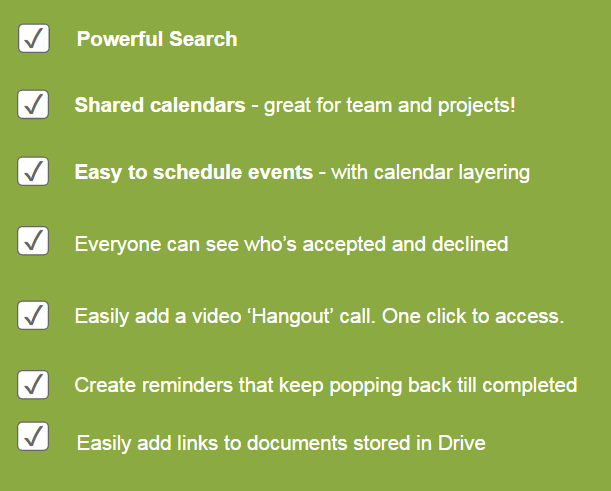 Powerful Search
Shared calendars - great for team and projects!
Easy to schedule events - with calendar layering
Everyone can see who’s accepted and declined
Easily add a video ‘Hangout’ call. One click to access.
Create reminders that keep popping back till completed
Easily add links to documents stored in Drive